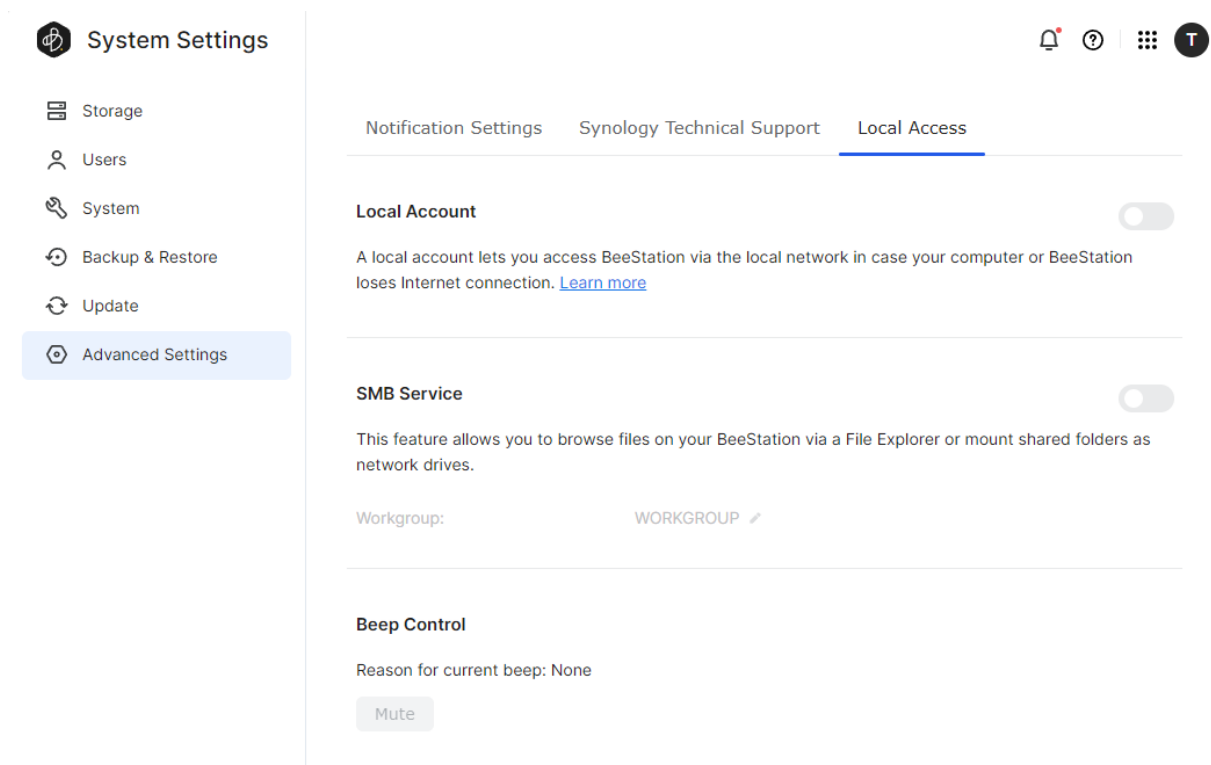 System Settings
T
Storage
Users
System
Backup & Restore
Update
Advanced Settings
Notification Settings
Synology Technical Support
Local Access
Local Account
A local account lets you access BeeStation via the local network in case your computer or BeeStation
loses Internet connection. Learn more
SMB Service
This feature allows you to browse files on your BeeStation via a File Explorer or mount shared folders as
network drives.
Workgroup: WORKGROUP
Beep Control
Reason for current beep: None
Mute